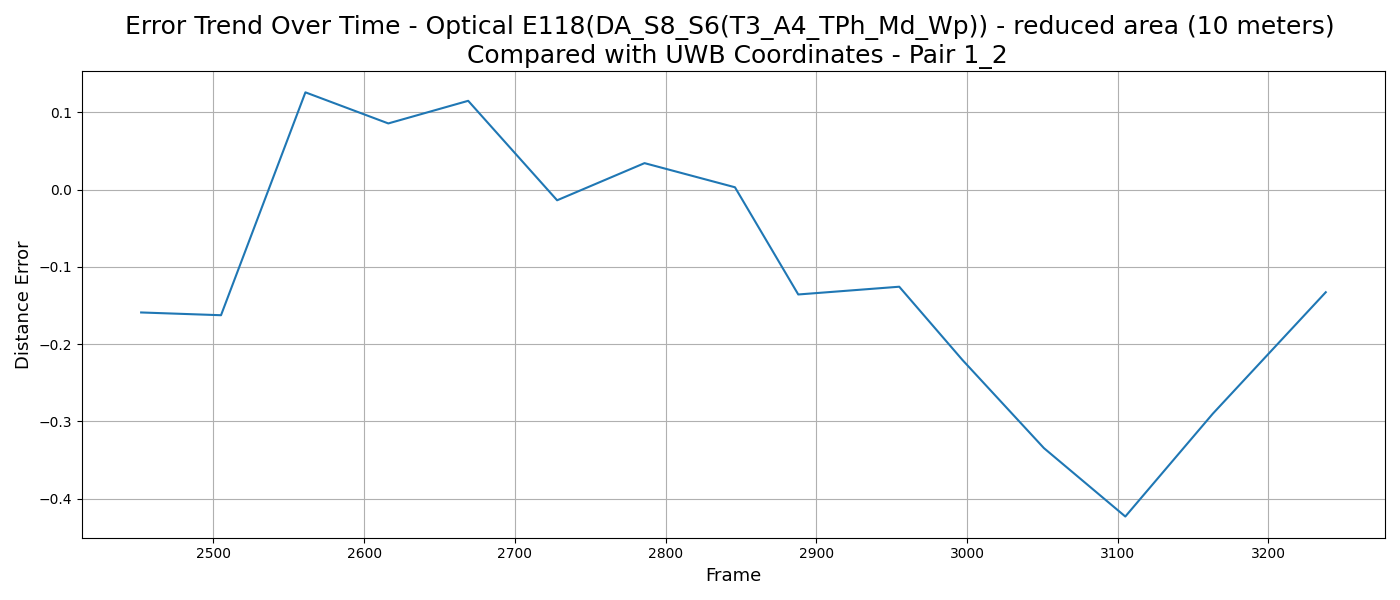 Error Trend Over Time - Optical E118(DA_S8_S6(T3_A4_TPh_Md_Wp)) - reduced area (10 meters)
Compared with UWB Coordinates - Pair 1_2
Distance Error
0.1
0.0
−0.1
−0.2
−0.3
−0.4
2500 2600 2700 2800 2900 3000 3100 3200
Frame